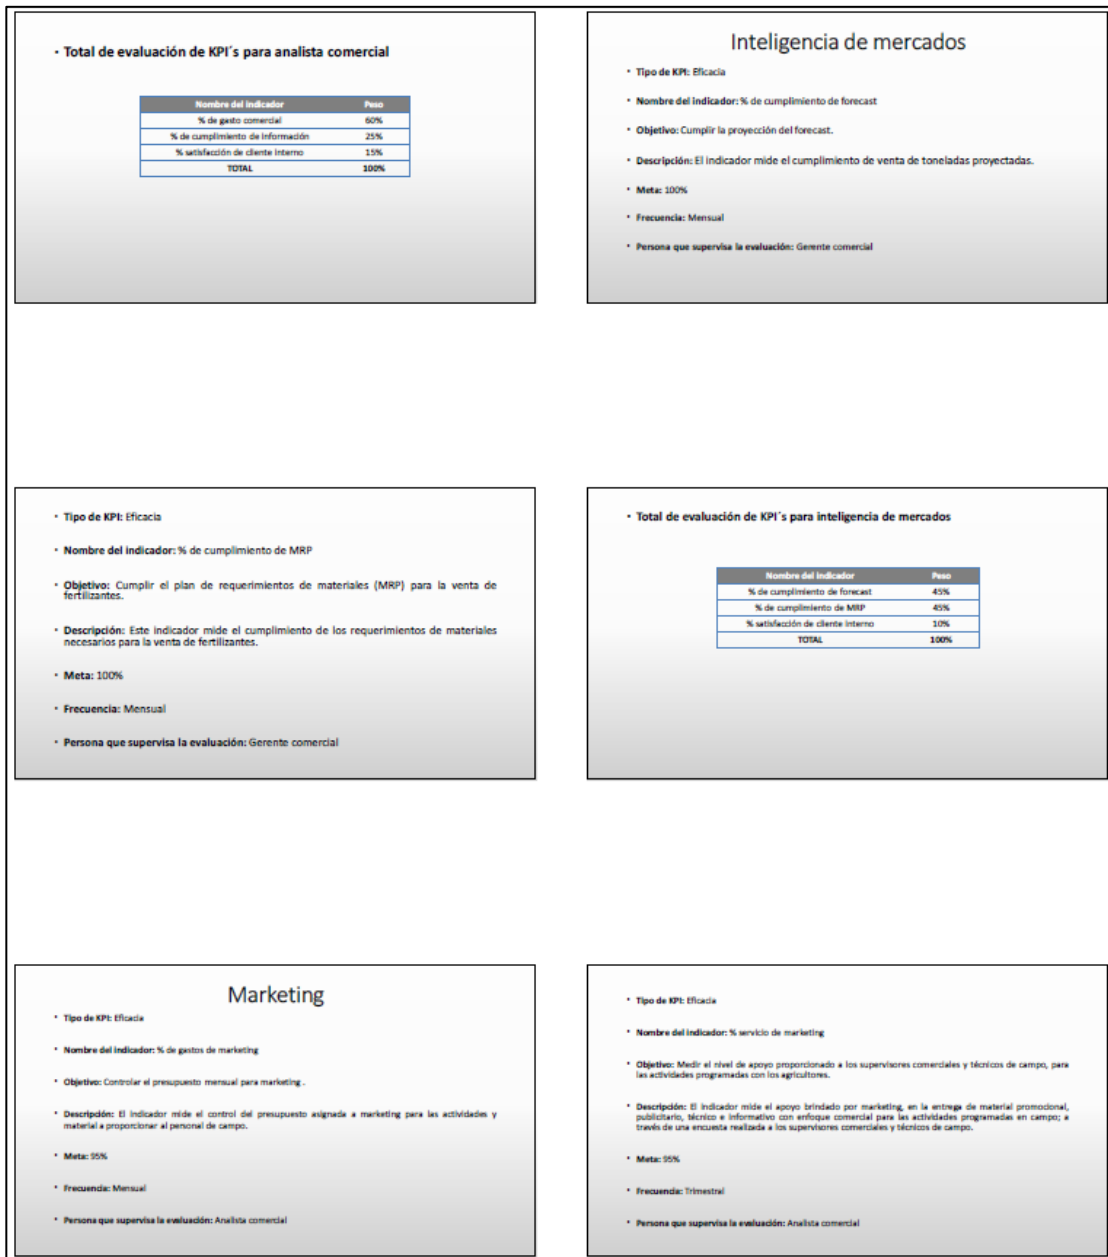 • Total de evaluación de KPI´s para analista comercial
Nombre del indicador Peso
% de gasto comercial 60%
% de cumplimiento de información 25%
% satisfacción de cliente interno 15%
TOTAL 100%
Inteligencia de mercados
• Tipo de KPI: Eficacia
• Nombre del indicador: % de cumplimiento de forecast
• Objetivo: Cumplir la proyección del forecast.
• Descripción: El indicador mide el cumplimiento de venta de toneladas proyectadas.
• Meta: 100%
• Frecuencia: Mensual
• Persona que supervisa la evaluación: Gerente comercial
• Tipo de KPI: Eficacia
• Nombre del indicador: % de cumplimiento de MRP
• Objetivo: Cumplir el plan de requerimientos de materiales (MRP) para la venta de
fertilizantes.
• Descripción: Este indicador mide el cumplimiento de los requerimientos de materiales
necesarios para la venta de fertilizantes.
• Meta: 100%
• Frecuencia: Mensual
• Persona que supervisa la evaluación: Gerente comercial
• Total de evaluación de KPI´s para inteligencia de mercados
Nombre del indicador Peso
% de cumplimiento de forecast 45%
% de cumplimiento de MRP 45%
% satisfacción de cliente interno 10%
TOTAL 100%
Marketing
• Tipo de KPI: Eficacia
• Nombre del indicador: % de gastos de marketing
• Objetivo: Controlar el presupuesto mensual para marketing .
• Descripción: El indicador mide el control del presupuesto asignada a marketing para las actividades y
material a proporcionar al personal de campo.
• Meta: 95%
• Frecuencia: Mensual
• Persona que supervisa la evaluación: Analista comercial
• Tipo de KPI: Eficacia
• Nombre del indicador: % servicio de marketing
• Objetivo: Medir el nivel de apoyo proporcionado a los supervisores comerciales y técnicos de campo, para
las actividades programadas con los agricultores.
• Descripción: El indicador mide el apoyo brindado por marketing, en la entrega de material promocional,
publicitario, técnico e informativo con enfoque comercial para las actividades programadas en campo; a
través de una encuesta realizada a los supervisores comerciales y técnicos de campo.
• Meta: 95%
• Frecuencia: Trimestral
• Persona que supervisa la evaluación: Analista comercial